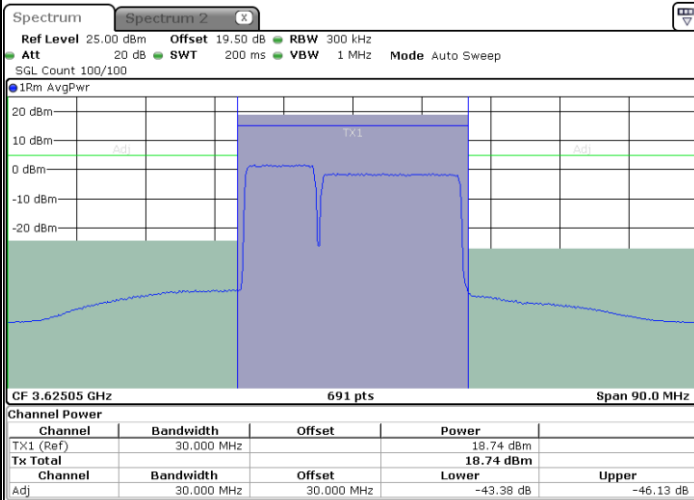 Spectrum Spectrum 2 X
Ref Level 25.00 dBm Offset 19.50 dB RBW 300 kHz
Att 20 dB SWT 200 ms VBW 1 MHz Mode Auto Sweep
SGL Count 100/100
1Rm AvgPwr
20 dBm
TX1
10 dBm
Adj Adj
0 dBm
-10 dBm
-20 dBm
CF 3.62505 GHz 691 pts Span 90.0 MHz
Channel Power
Channel Bandwidth Offset Power
TX1 (Ref) 30.000 MHz 18.74 dBm
Tx Total 18.74 dBm
Channel Bandwidth Offset Lower Upper
Adj 30.000 MHz 30.000 MHz -43.38 dB -46.13 dB